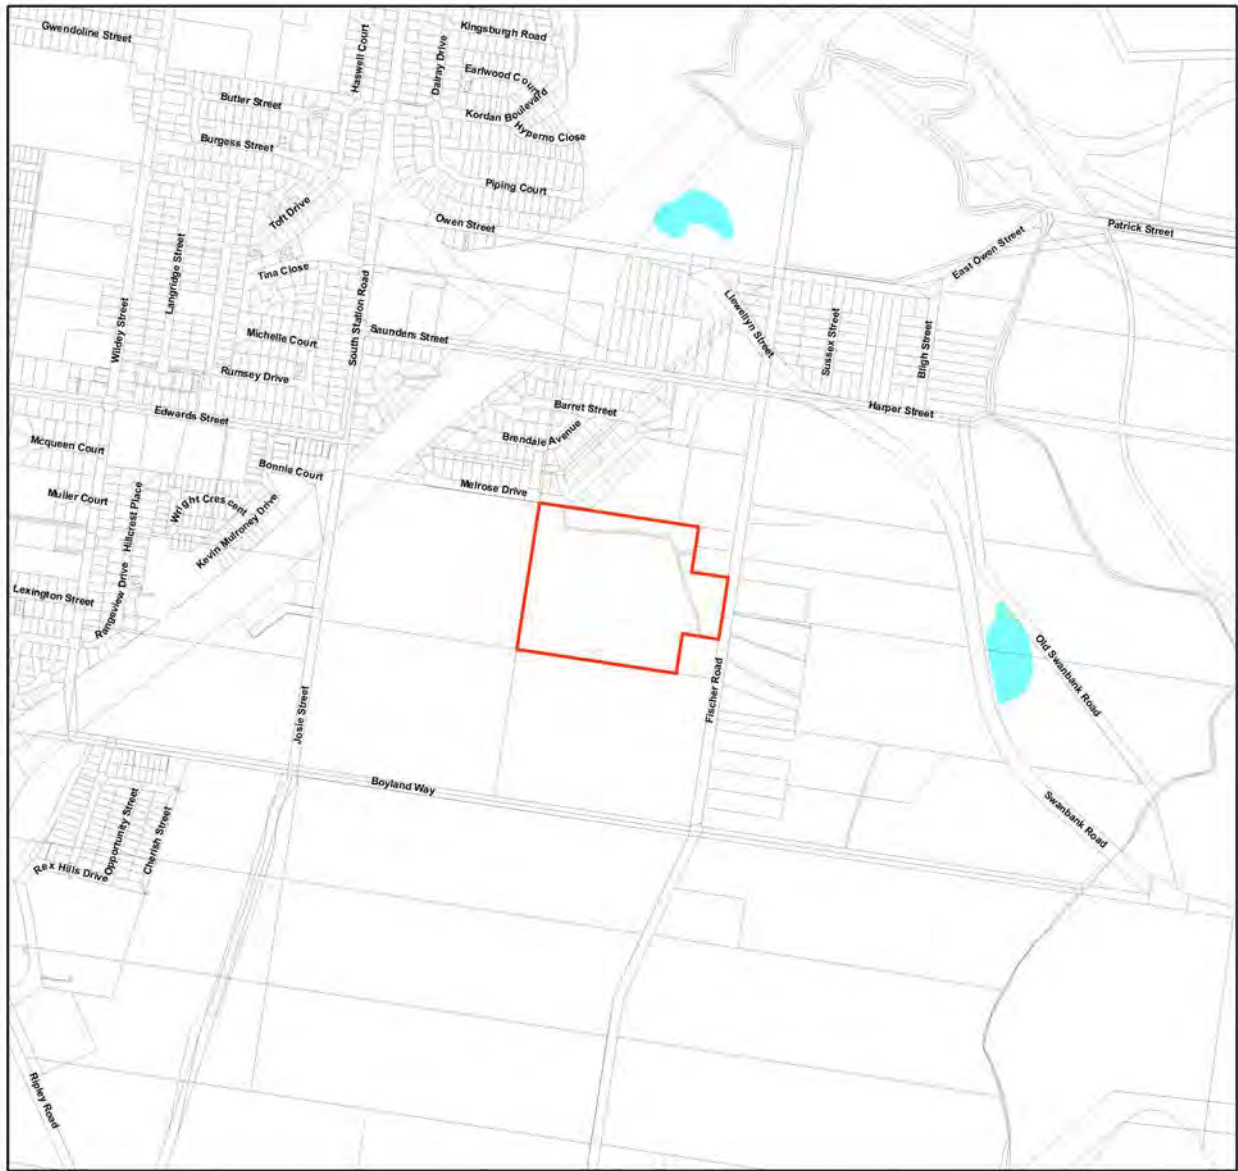 Gwendoline Street
Kingsburgh Road
Haswell Court
Dalray Drive
Earlwood Court
Butler Street
Kordan Boulevard
Hyperno Close
Burgess Street
Piping Court
Toft Drive
Owen Street
Patrick Street
East Owen Street
Langridge Street
Tina Close
South Station Road
Llewellyn Street
Wildey Street
Michelle Court
Saunders Street
Sussex Street
Bligh Street
Rumsey Drive
Edwards Street
Barret Street
Harper Street
Mcqueen Court
Brendale Avenue
Bonnie Court
Muller Court
Hillcrest Place
Wright Crescent
Melrose Drive
Kevin Mulroney Drive
Lexington Street
Rangeview Drive
Old Swanbank Road
Josie Street
Fischer Road
Boyland Way
Swanbank Road
Opportunity Street
Cherish Street
Rex Hills Drive
Ripley Road